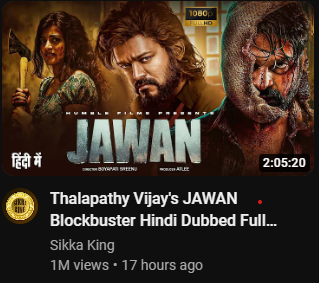 1080p
FULL HD
HUMBLE FILMS PRESENTS
JAWAN
DIRECTOR BOYAPATI SREENU PRODUCER ATLEE
हिंदी में
2:05:20
Thalapathy Vijay's JAWAN
Blockbuster Hindi Dubbed Full...
Sikka King
1M views • 17 hours ago